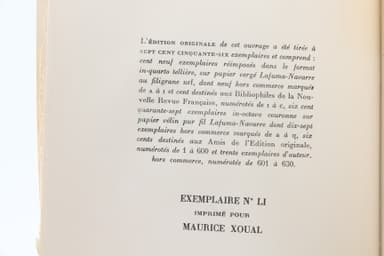 L'ÉDITION ORIGINALE de cet ouvrage a été tirée à
SEPT CENT CINQUANTE-SIX exemplaires et comprend :
cent neuf exemplaires réimposés dans le format
in-quarto tellière, sur papier vergé Lafuma-Navarre
au filigrane nrf, dont neuf hors commerce marqués
de A à I et cent destinés aux Bibliophiles de la Nou-
velle Revue Française, numérotés de I à C, six cent
quarante-sept exemplaires in-octavo couronne sur
papier vélin pur fil Lafuma-Navarre dont dix-sept
exemplaires hors commerce marqués de a à q, six
cents destinés aux Amis de l'Edition originale,
numérotés de 1 à 600 et trente exemplaires d'auteur,
hors commerce, numérotés de 601 à 630.
EXEMPLAIRE N° LI
IMPRIMÉ POUR
MAURICE XOUAL